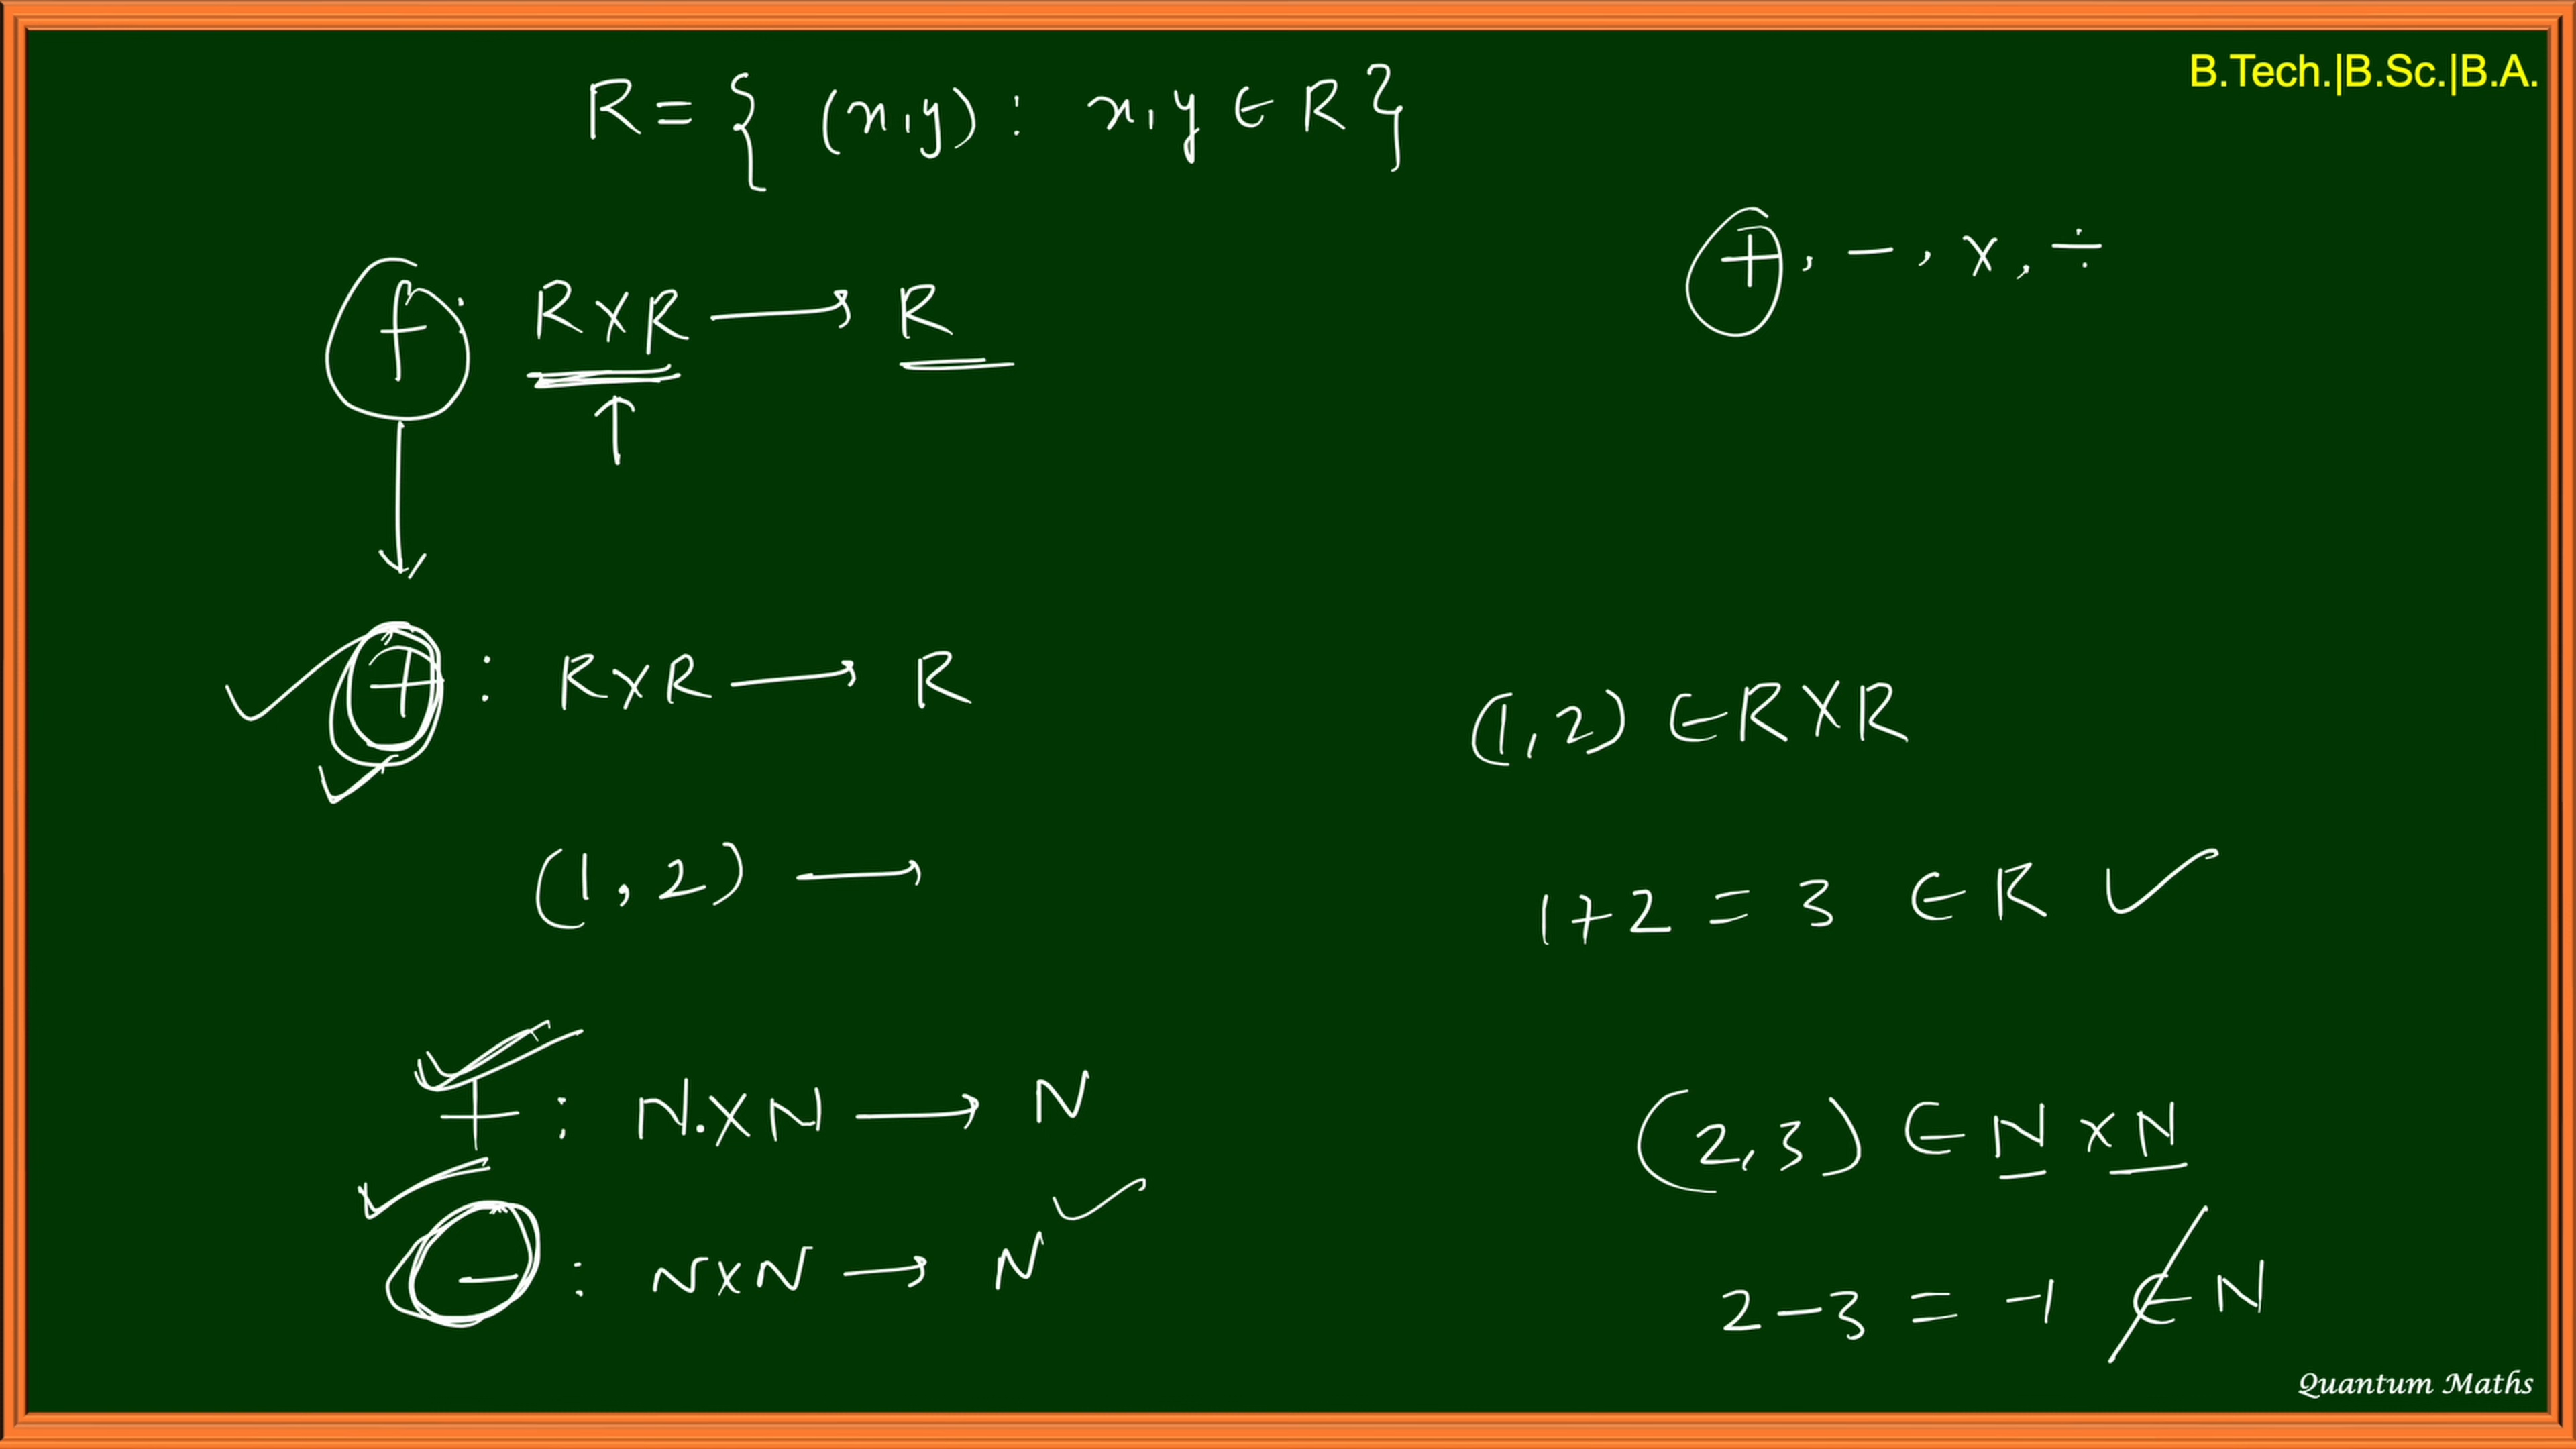 B.Tech.|B.Sc.|B.A.
R = { (x,y) : x,y ∈ R }
+, -, x, ÷
f : R×R → R
+ : R×R → R
(1,2) ∈ R×R
(1,2) →
1+2 = 3 ∈ R
+ : N.×N → N
(2,3) ∈ N×N
- : N×N → N
2-3 = -1 ∉ N
Quantum Maths